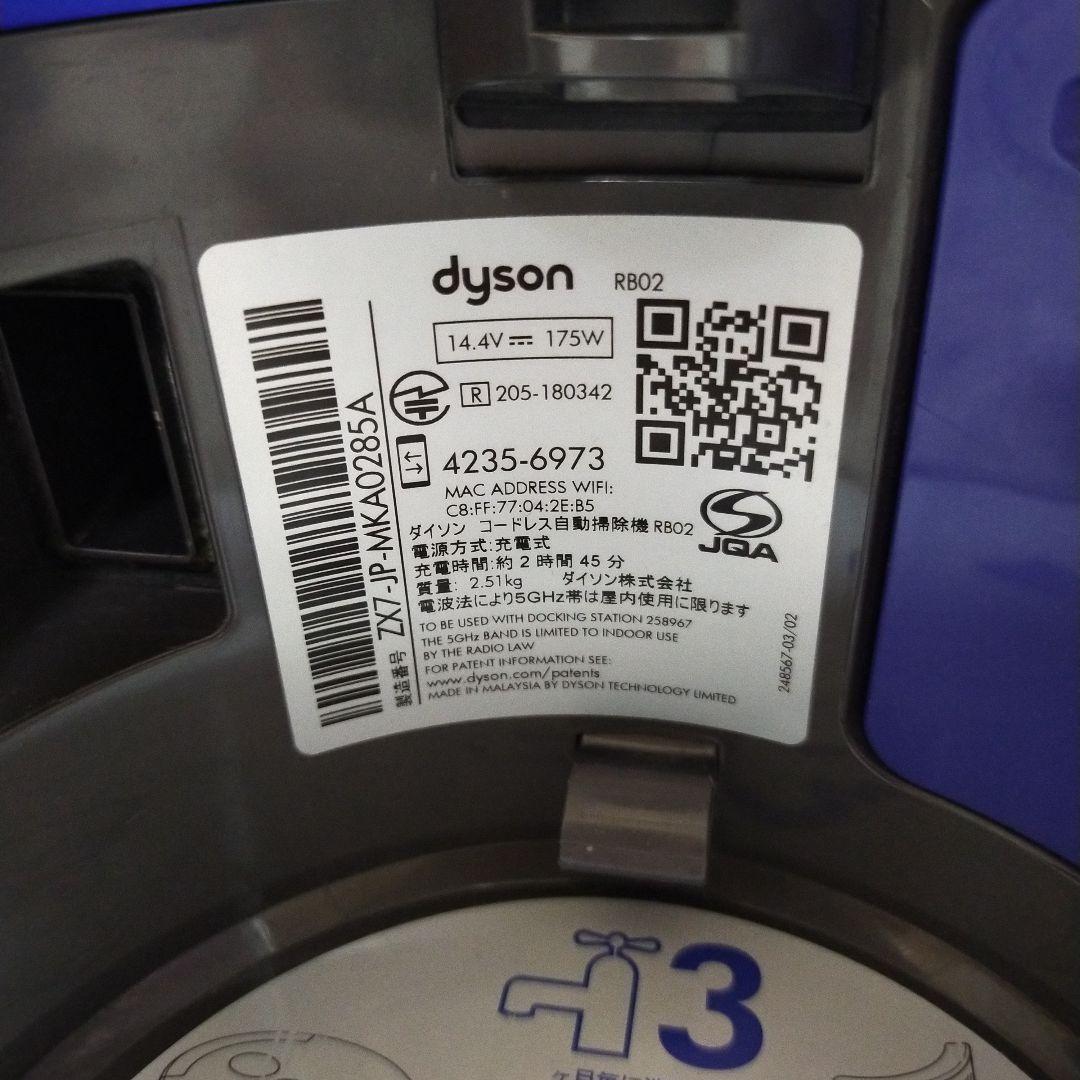 dyson RB02
14.4V 175W
R 205-180342
4235-6973
MAC ADDRESS WIFI:
C8:FF:77:04:2E:B5
JQA
ダイソン コードレス自動掃除機 RB02
電源方式:充電式
充電時間:約 2 時間 45 分
質量: 2.51kg ダイソン株式会社
電波法により5GHz帯は屋内使用に限ります
TO BE USED WITH DOCKING STATION 258967
THE 5GHz BAND IS LIMITED TO INDOOR USE
BY THE RADIO LAW
FOR PATENT INFORMATION SEE:
www.dyson.com/patents
MADE IN MALAYSIA BY DYSON TECHNOLOGY LIMITED
製造番号 ZX7-JP-MKA0285A
248567-03/02
3